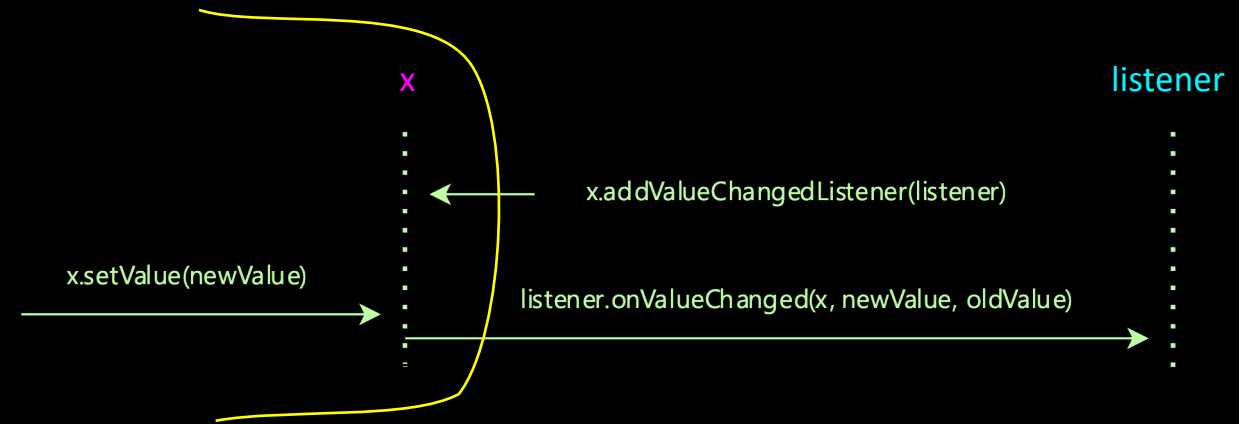 x
listener
x.addValueChangedListener(listener)
x.setValue(newValue)
listener.onValueChanged(x, newValue, oldValue)